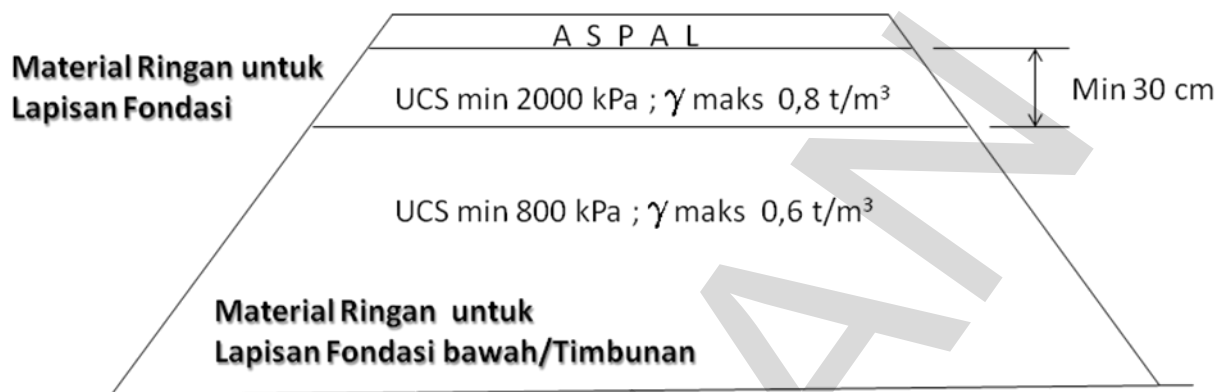 A S P A L
Material Ringan untuk
Lapisan Fondasi
UCS min 2000 kPa ; γ maks 0,8 t/m³
Min 30 cm
UCS min 800 kPa ; γ maks 0,6 t/m³
Material Ringan untuk
Lapisan Fondasi bawah/Timbunan